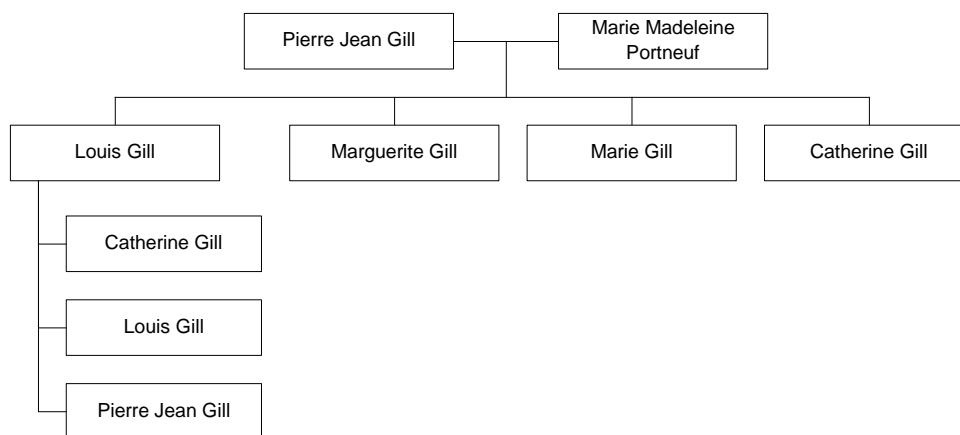 Pierre Jean Gill
Marie Madeleine
Portneuf
Louis Gill
Marguerite Gill
Marie Gill
Catherine Gill
Catherine Gill
Louis Gill
Pierre Jean Gill